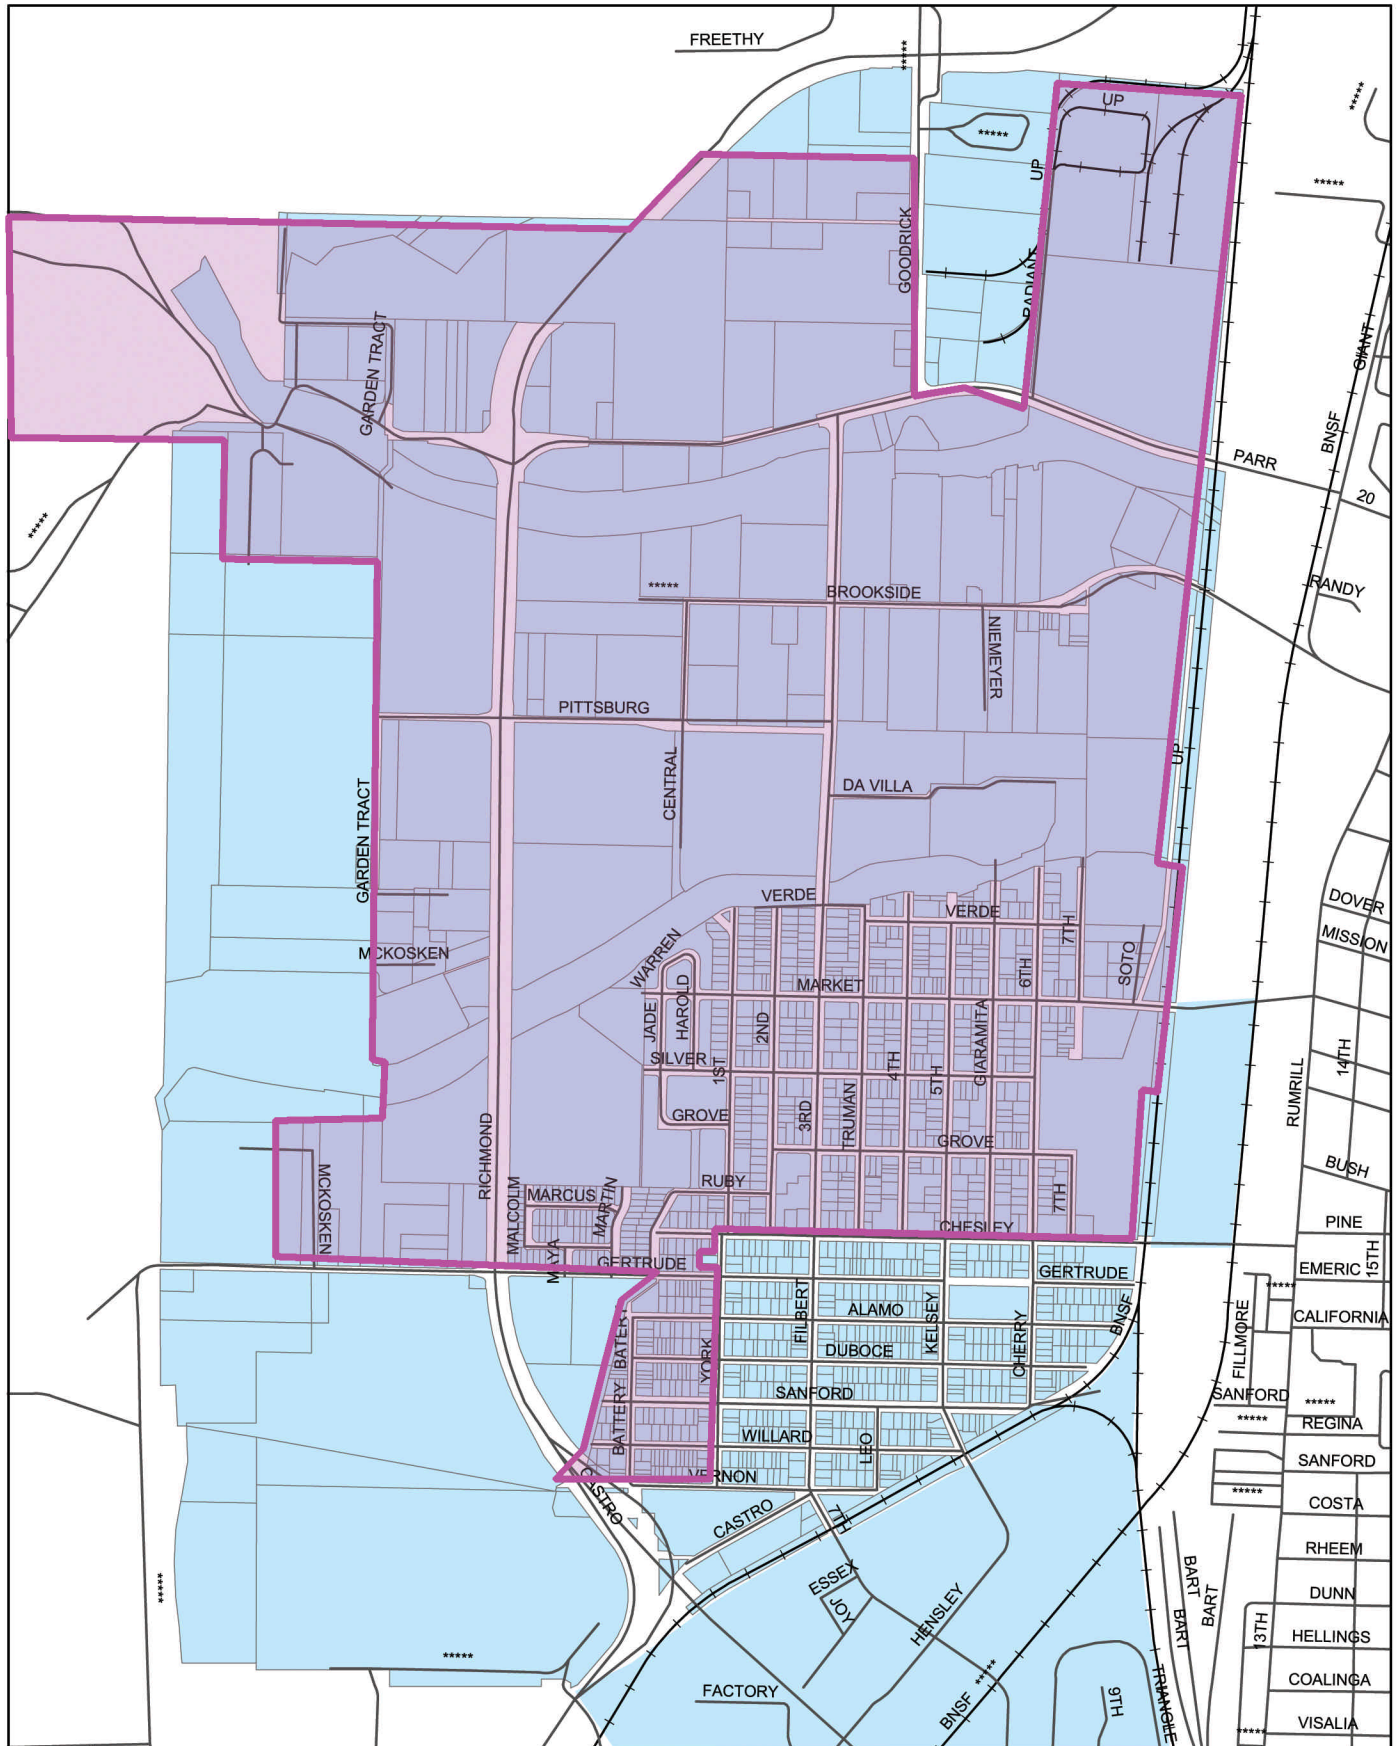 FREETHY
*****
UP
*****
*****
UP
*****
GOODRICK
RADIANT
GARDEN TRACT
GIANT
BNSF
PARR
20
*****
*****
BROOKSIDE
RANDY
NIEMEYER
PITTSBURG
UP
CENTRAL
DA VILLA
GARDEN TRACT
VERDE
VERDE
DOVER
MISSION
7TH
WARREN
MCKOSKEN
SOTO
6TH
MARKET
HAROLD
JADE
2ND
GIARAMITA
SILVER
1ST
4TH
5TH
14TH
RUMRILL
3RD
TRUMAN
GROVE
RICHMOND
GROVE
BUSH
MCKOSKEN
MALCOLM
MARCUS
MARTIN
RUBY
7TH
CHESLEY
PINE
15TH
MAYA
GERTRUDE
GERTRUDE
EMERIC
*****
FILBERT
ALAMO
KELSEY
BNSF
CALIFORNIA
BATERY
YORK
DUBOCE
CHERRY
FILLMORE
SANFORD
SANFORD
*****
BATTERY
WILLARD
LEO
*****
REGINA
VERNON
SANFORD
CASTRO
CASTRO
7TH
*****
COSTA
RHEEM
*****
ESSEX
JOY
BART
BART
BART
DUNN
HENSLEY
13TH
HELLINGS
*****
*****
BNSF
FACTORY
9TH
TRIANGLE
COALINGA
*****
VISALIA